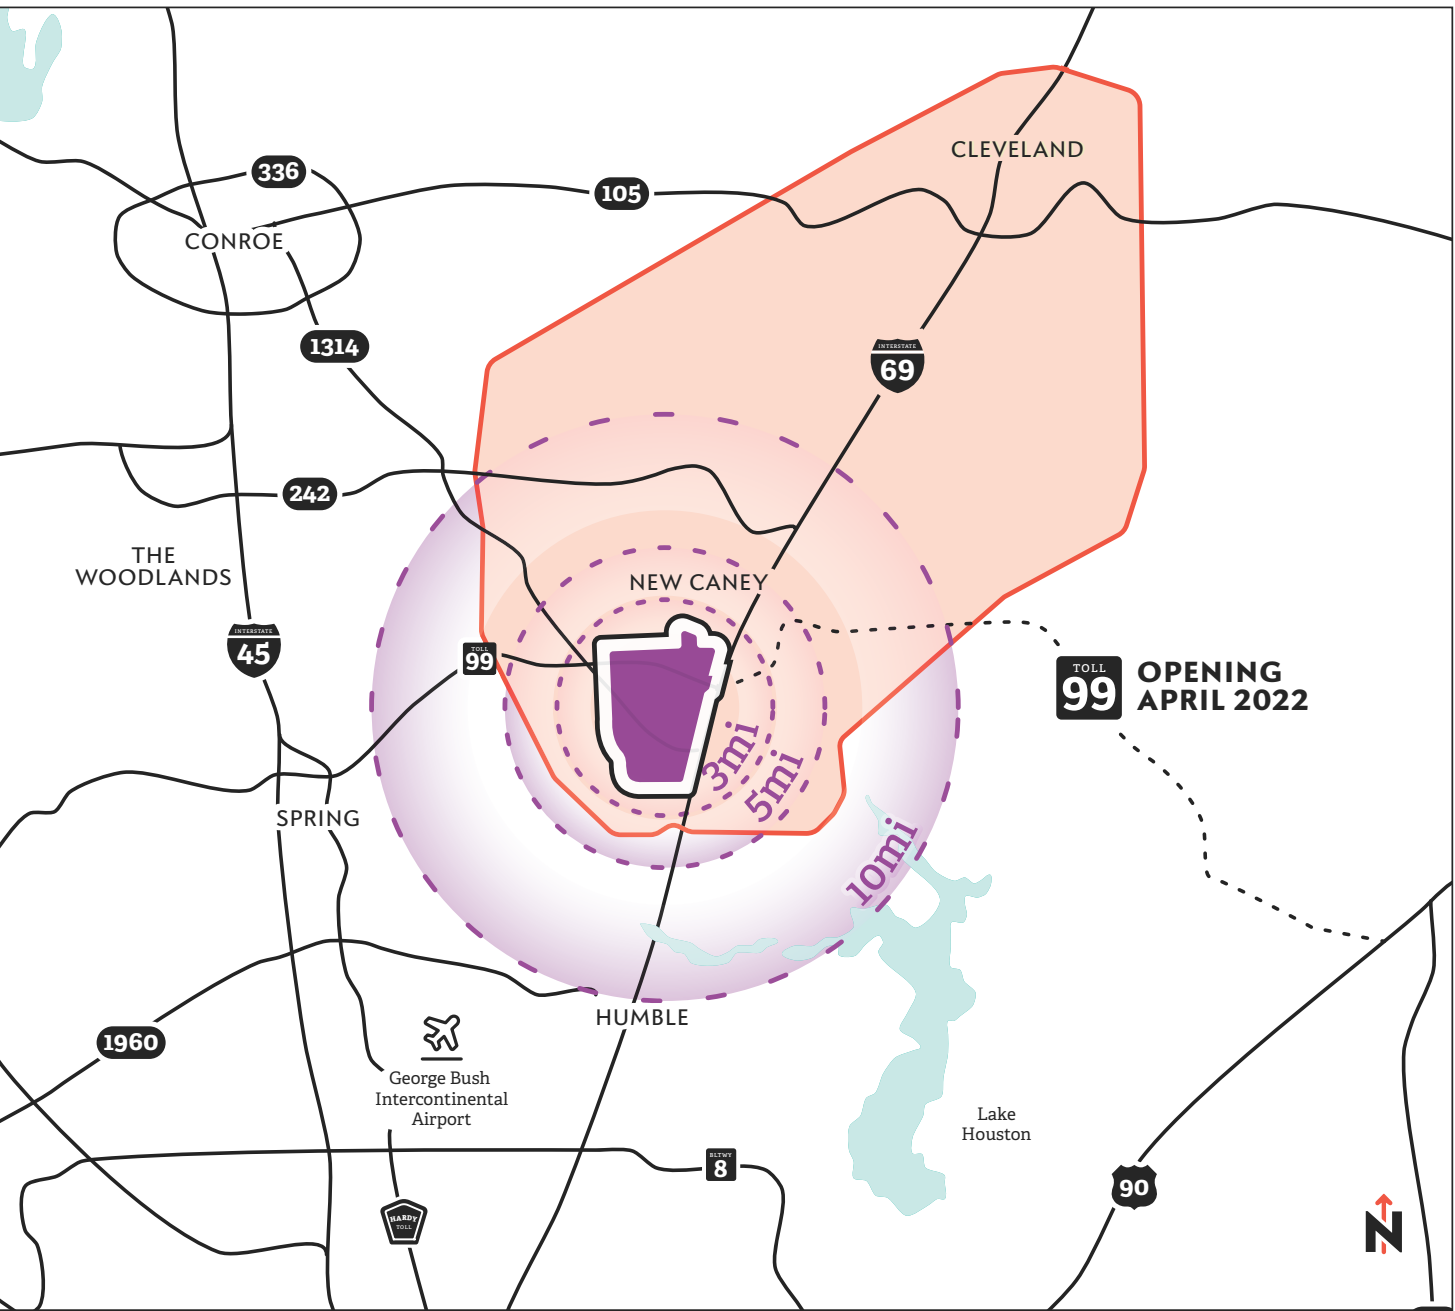 CLEVELAND
336
105
CONROE
1314
INTERSTATE
69
242
THE
WOODLANDS
NEW CANEY
INTERSTATE
45
TOLL
99
TOLL
99
OPENING
APRIL 2022
3mi
5mi
10mi
SPRING
HUMBLE
1960
George Bush
Intercontinental
Airport
Lake
Houston
BLTWY
8
90
HARDY
TOLL
N